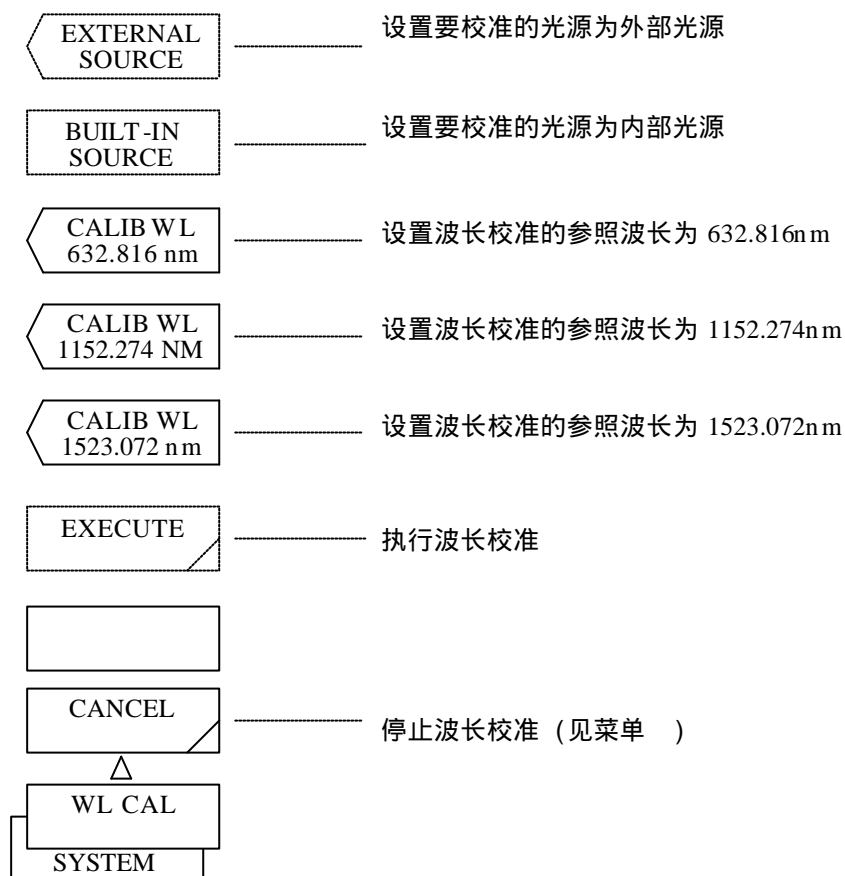 EXTERNAL
SOURCE
设置要校准的光源为外部光源
BUILT-IN
SOURCE
设置要校准的光源为内部光源
CALIB WL
632.816 nm
设置波长校准的参照波长为 632.816nm
CALIB WL
1152.274 NM
设置波长校准的参照波长为 1152.274nm
CALIB WL
1523.072 nm
设置波长校准的参照波长为 1523.072nm
EXECUTE
执行波长校准
CANCEL
停止波长校准 (见菜单 )
WL CAL
SYSTEM